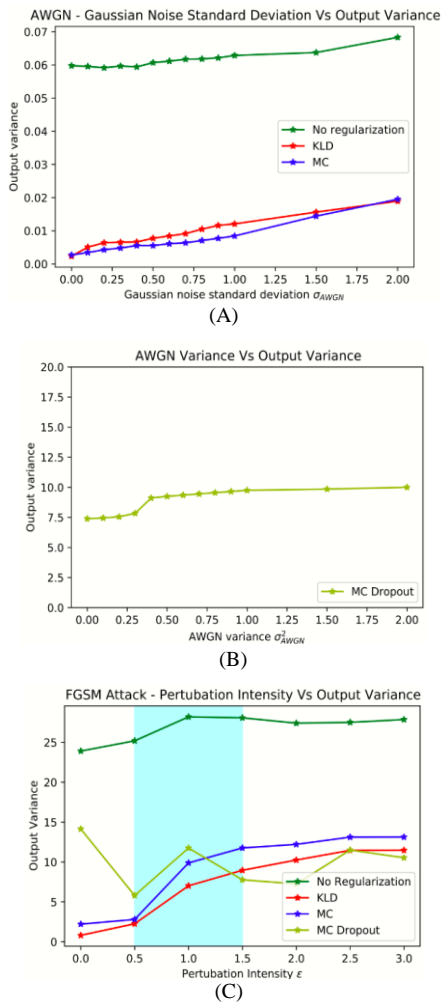 AWGN - Gaussian Noise Standard Deviation Vs Output Variance
0.07
0.06
0.05
0.04
0.03
0.02
0.01
0.00
Output variance
No regularization
KLD
MC
0.00 0.25 0.50 0.75 1.00 1.25 1.50 1.75 2.00
Gaussian noise standard deviation σ_AWGN
(A)
AWGN Variance Vs Output Variance
20.0
17.5
15.0
12.5
10.0
7.5
5.0
2.5
0.0
Output variance
MC Dropout
0.00 0.25 0.50 0.75 1.00 1.25 1.50 1.75 2.00
AWGN variance σ²_AWGN
(B)
FGSM Attack - Pertubation Intensity Vs Output Variance
25
20
15
10
5
0
Output Variance
No Regularization
KLD
MC
MC Dropout
0.0 0.5 1.0 1.5 2.0 2.5 3.0
Pertubation Intensity ε
(C)